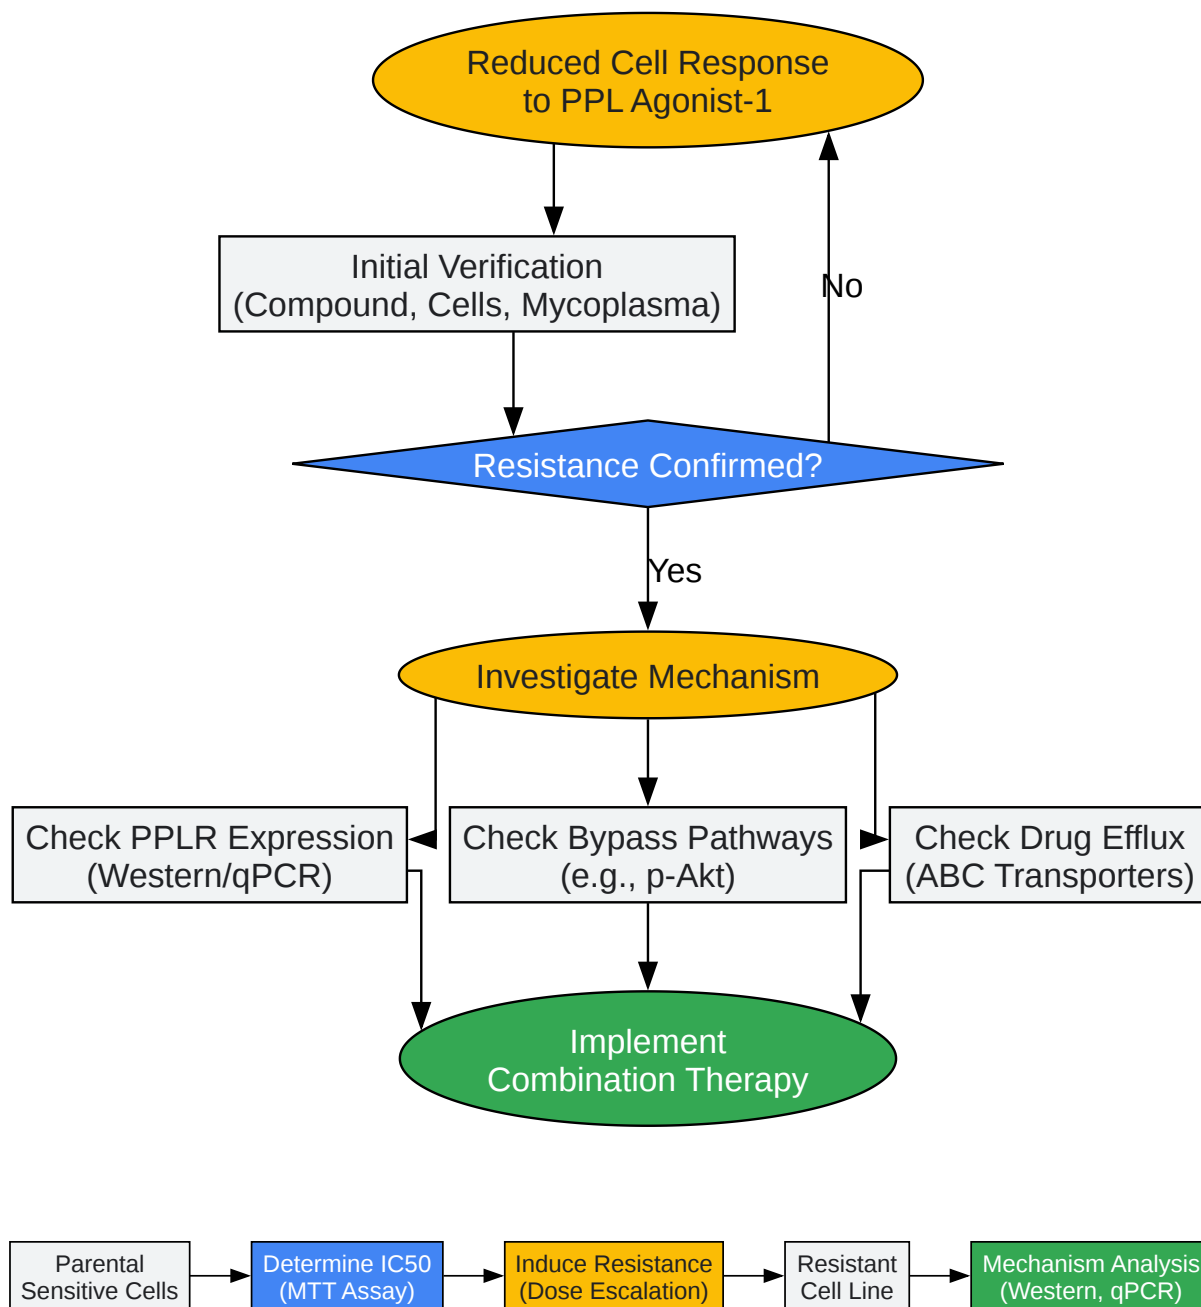 Reduced Cell Response
to PPL Agonist-1
Initial Verification
(Compound, Cells, Mycoplasma)
No
Resistance Confirmed?
Yes
Investigate Mechanism
Check PPLR Expression
(Western/qPCR)
Check Bypass Pathways
(e.g., p-Akt)
Check Drug Efflux
(ABC Transporters)
Implement
Combination Therapy
Parental
Sensitive Cells
Determine IC50
(MTT Assay)
Induce Resistance
(Dose Escalation)
Resistant
Cell Line
Mechanism Analysis
(Western, qPCR)